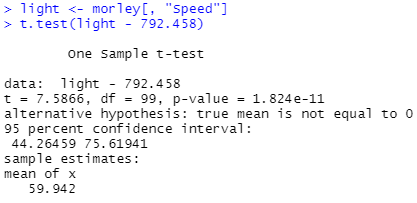 > light <- morley[, "Speed"]
> t.test(light - 792.458)
One Sample t-test
data:  light - 792.458
t = 7.5866, df = 99, p-value = 1.824e-11
alternative hypothesis: true mean is not equal to 0
95 percent confidence interval:
 44.26459 75.61941
sample estimates:
mean of x
   59.942